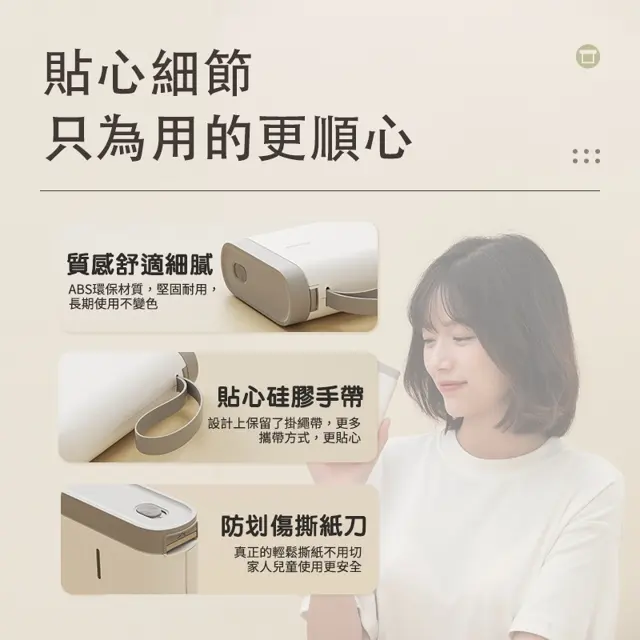 貼心細節
只為用的更順心
質感舒適細膩
ABS環保材質，堅固耐用，
長期使用不變色
貼心硅膠手帶
設計上保留了掛繩帶，更多
攜帶方式，更貼心
防划傷撕紙刀
真正的輕鬆撕紙不用切
家人兒童使用更安全